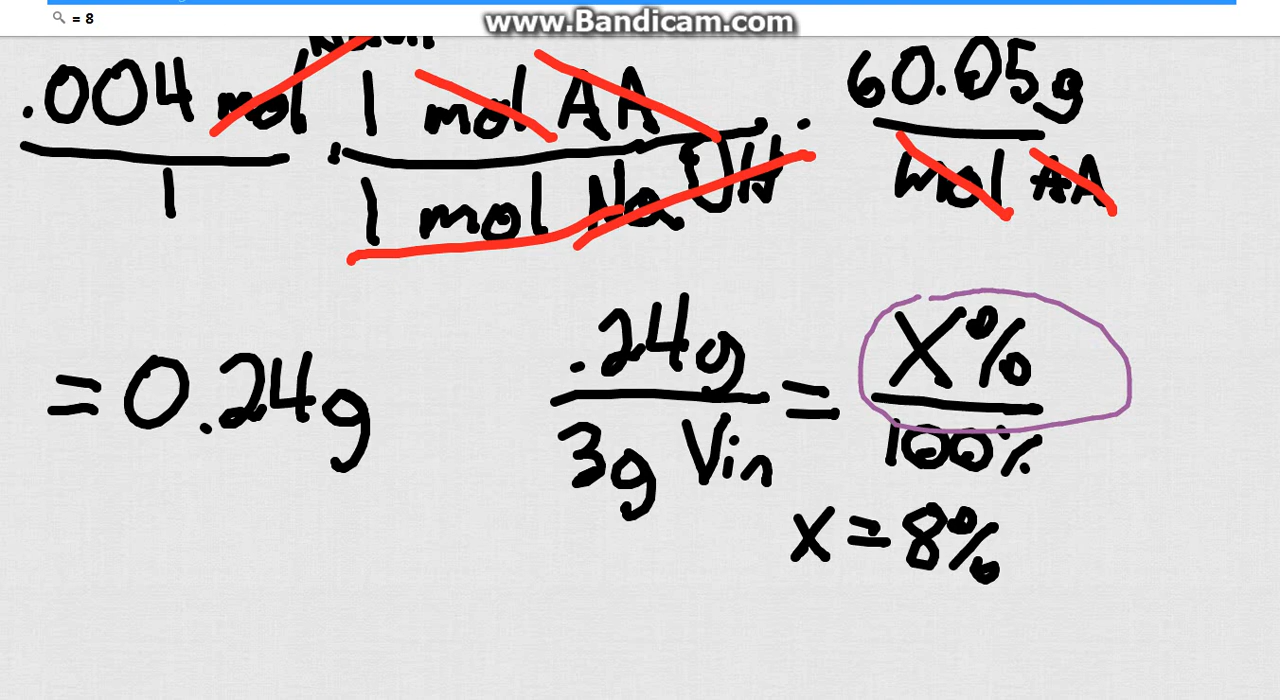 = 8
www.Bandicam.com
NaOH
.004 mol 1 mol AA . 60.05g
1 1 mol NaOH mol AA
.24g = X%
= 0.24g 3g Vin 100%
x = 8%